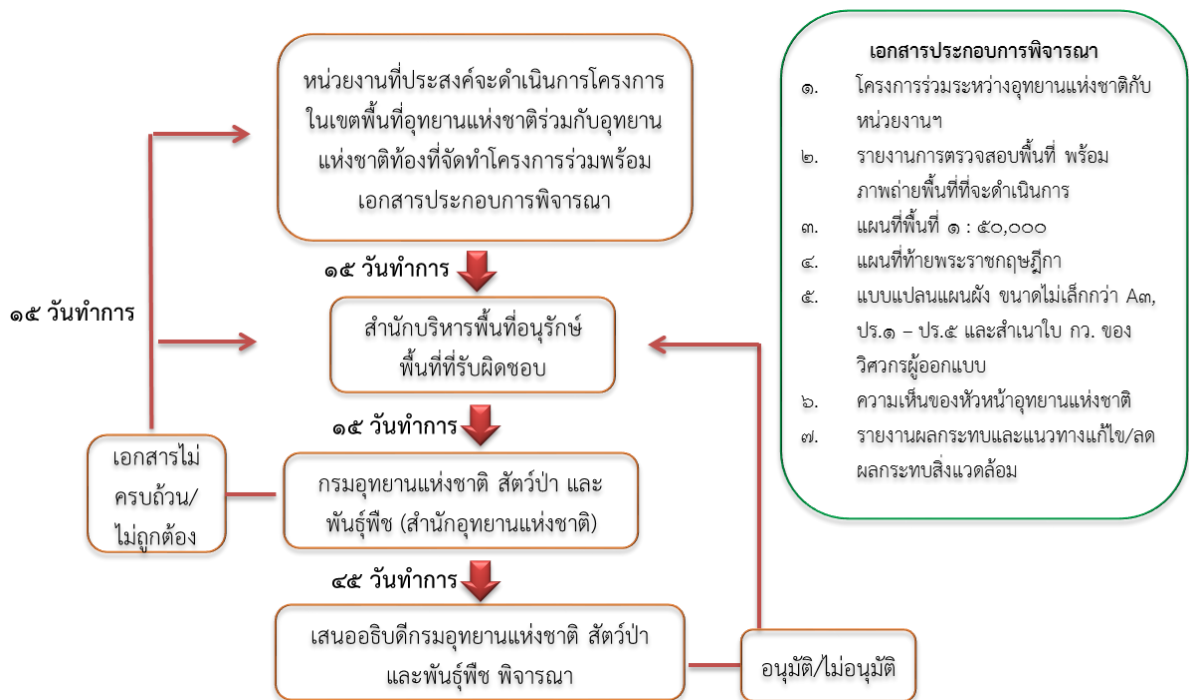 หน่วยงานที่ประสงค์จะดำเนินการโครงการ
ในเขตพื้นที่อุทยานแห่งชาติร่วมกับอุทยาน
แห่งชาติท้องที่จัดทำโครงการร่วมพร้อม
เอกสารประกอบการพิจารณา
๑๕ วันทำการ
๑๕ วันทำการ
สำนักบริหารพื้นที่อนุรักษ์
พื้นที่ที่รับผิดชอบ
๑๕ วันทำการ
เอกสารไม่
ครบถ้วน/
ไม่ถูกต้อง
กรมอุทยานแห่งชาติ สัตว์ป่า และ
พันธุ์พืช (สำนักอุทยานแห่งชาติ)
๔๕ วันทำการ
เสนออธิบดีกรมอุทยานแห่งชาติ สัตว์ป่า
และพันธุ์พืช พิจารณา
อนุมัติ/ไม่อนุมัติ
เอกสารประกอบการพิจารณา
๑. โครงการร่วมระหว่างอุทยานแห่งชาติกับ
หน่วยงานฯ
๒. รายงานการตรวจสอบพื้นที่ พร้อม
ภาพถ่ายพื้นที่ที่จะดำเนินการ
๓. แผนที่พื้นที่ ๑ : ๕๐,๐๐๐
๔. แผนที่ท้ายพระราชกฤษฎีกา
๕. แบบแปลนแผนผัง ขนาดไม่เล็กกว่า A๓,
ปร.๑ – ปร.๕ และสำเนาใบ กว. ของ
วิศวกรผู้ออกแบบ
๖. ความเห็นของหัวหน้าอุทยานแห่งชาติ
๗. รายงานผลกระทบและแนวทางแก้ไข/ลด
ผลกระทบสิ่งแวดล้อม